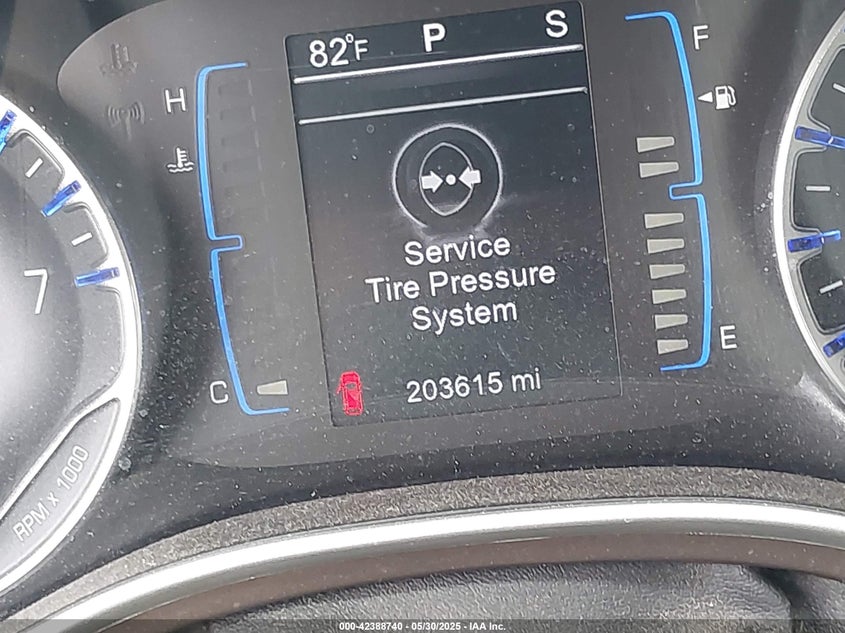 82°F P S
H
F
7
Service
Tire Pressure
System
E
C
203615 mi
RPM x 1000
000-42388740 - 05/30/2025 - IAA Inc.